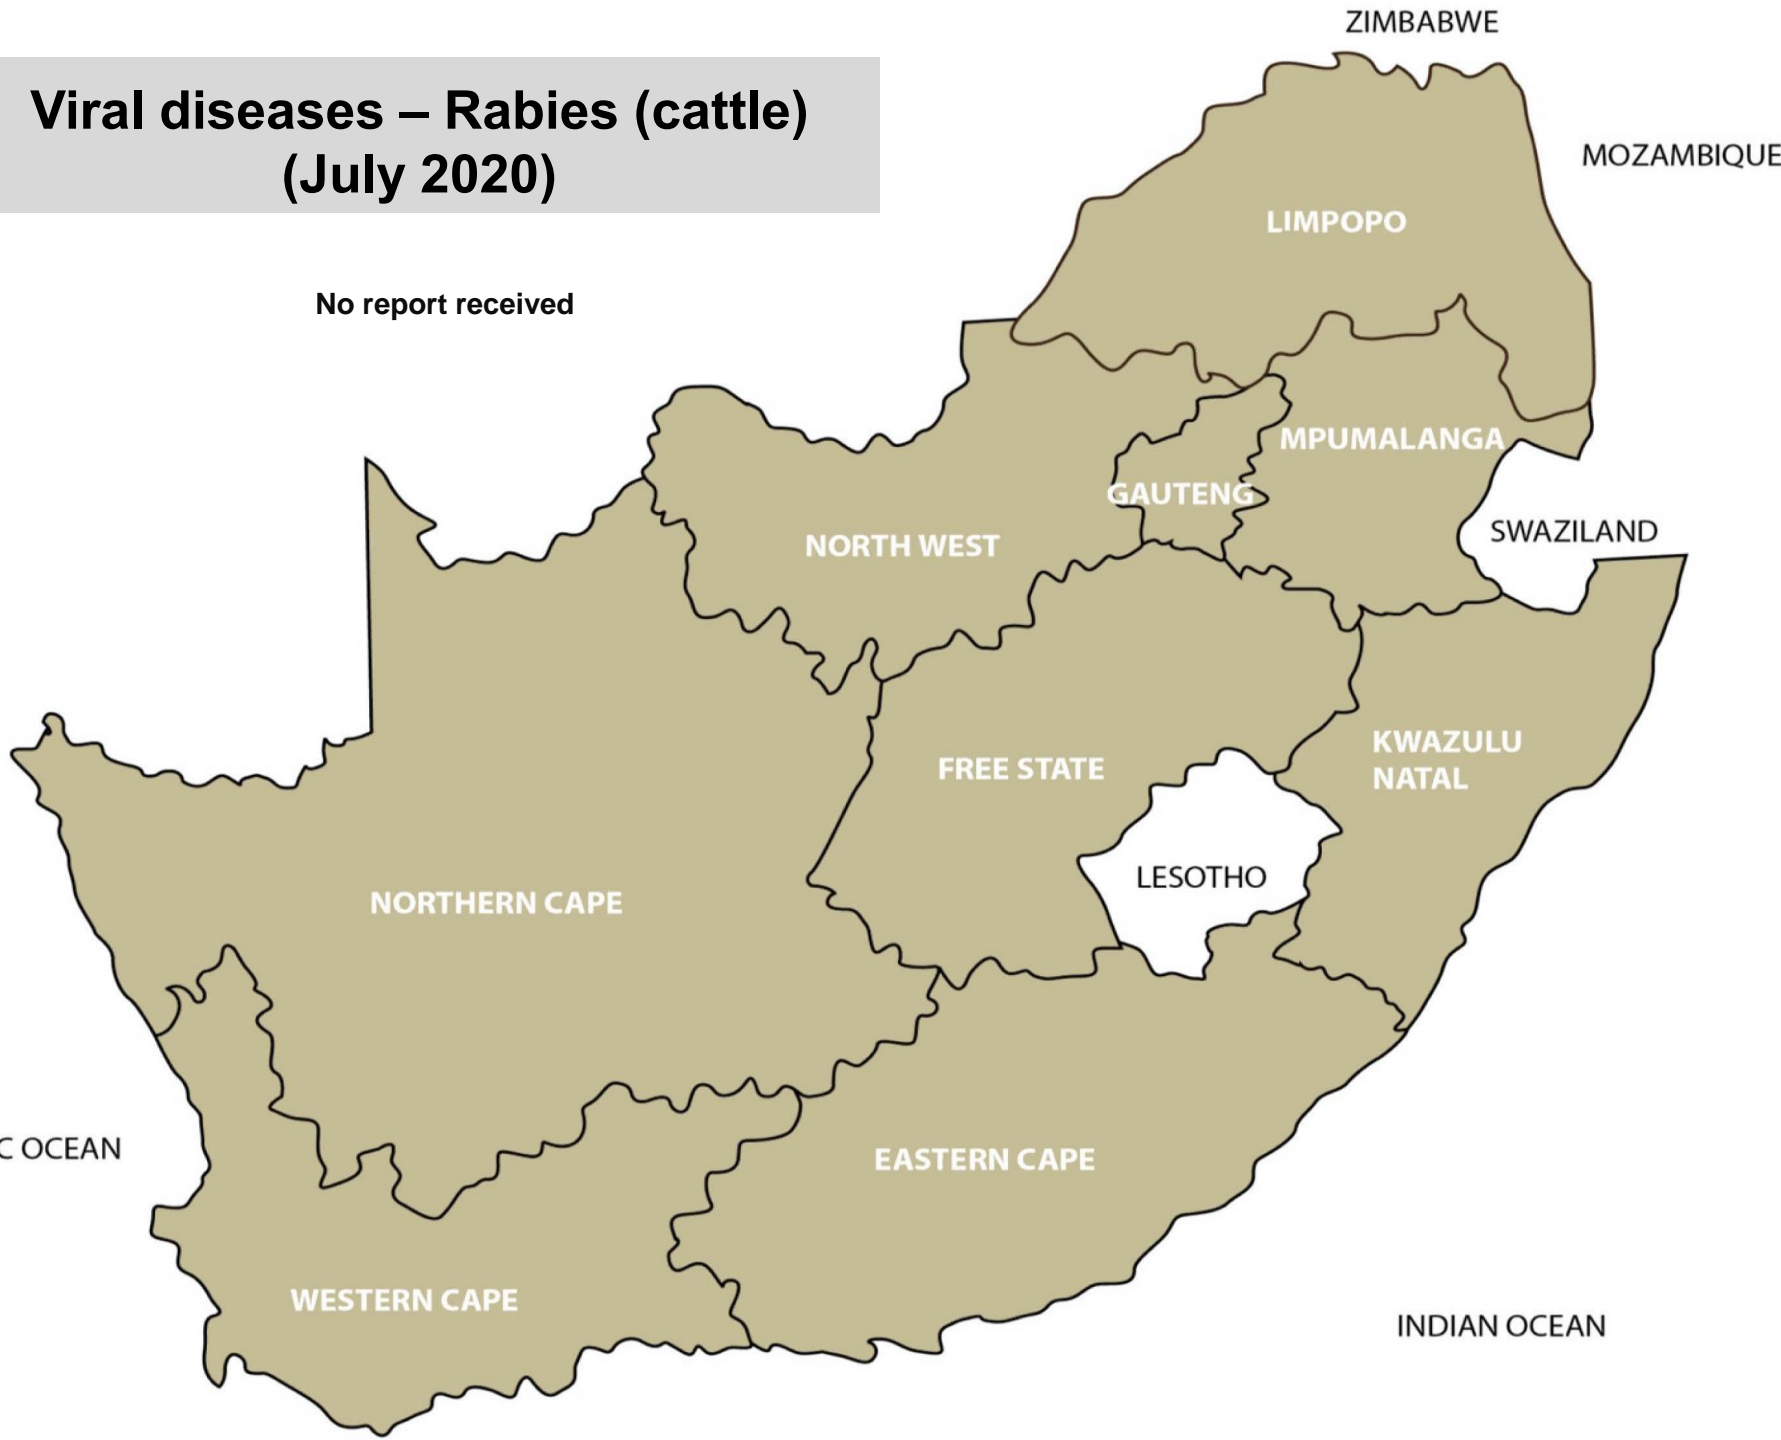 ZIMBABWE
Viral diseases – Rabies (cattle)
(July 2020)
MOZAMBIQUE
LIMPOPO
No report received
MPUMALANGA
GAUTENG
SWAZILAND
NORTH WEST
KWAZULU
NATAL
FREE STATE
LESOTHO
NORTHERN CAPE
C OCEAN
EASTERN CAPE
WESTERN CAPE
INDIAN OCEAN